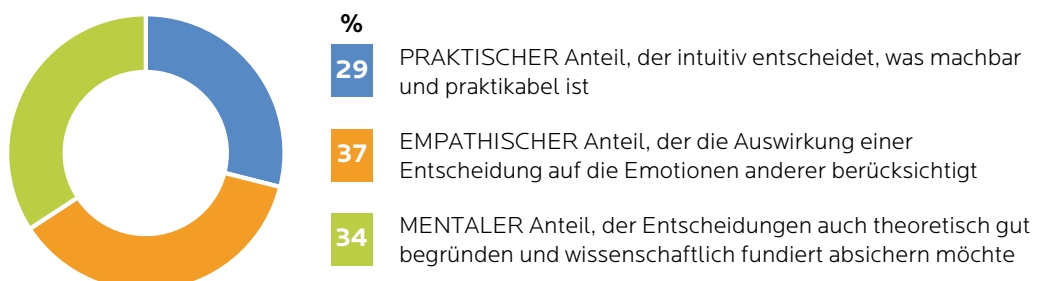 %
29 PRAKTISCHER Anteil, der intuitiv entscheidet, was machbar
und praktikabel ist
37 EMPATHISCHER Anteil, der die Auswirkung einer
Entscheidung auf die Emotionen anderer berücksichtigt
34 MENTALER Anteil, der Entscheidungen auch theoretisch gut
begründen und wissenschaftlich fundiert absichern möchte